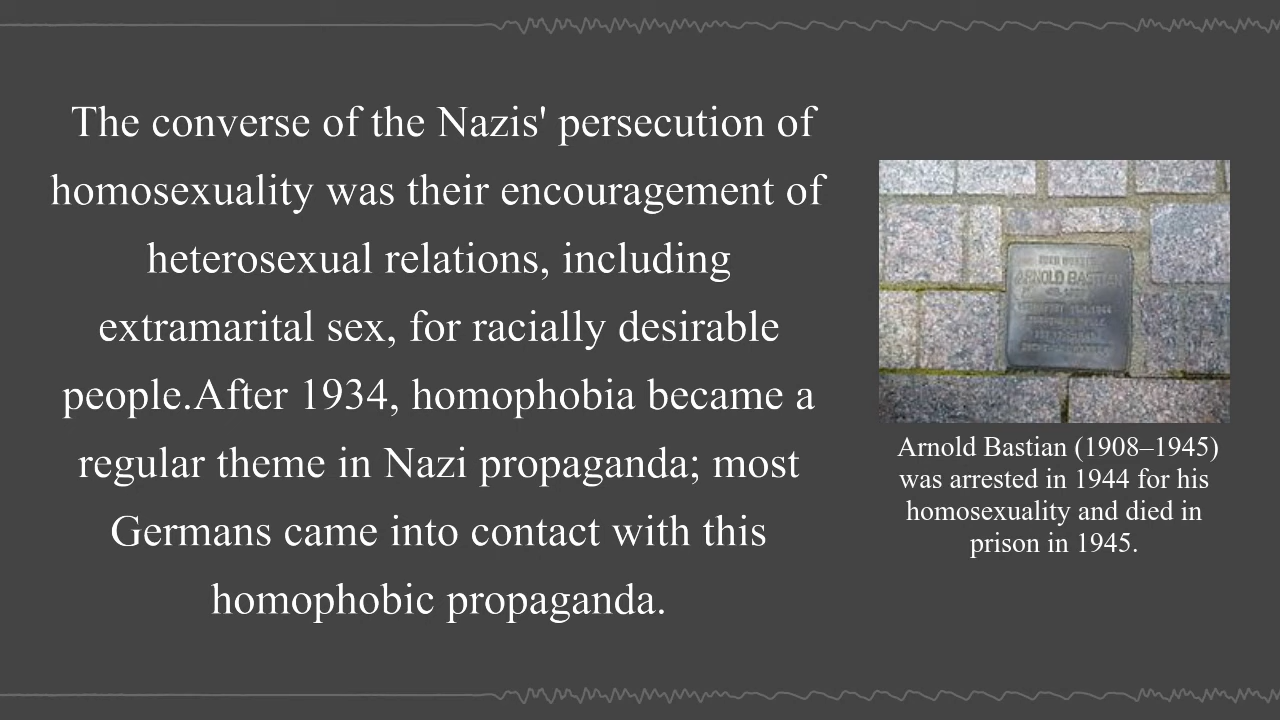 The converse of the Nazis' persecution of
homosexuality was their encouragement of
heterosexual relations, including
extramarital sex, for racially desirable
people.After 1934, homophobia became a
regular theme in Nazi propaganda; most
Germans came into contact with this
homophobic propaganda.
ARNOLD BASTIAN
Arnold Bastian (1908–1945)
was arrested in 1944 for his
homosexuality and died in
prison in 1945.